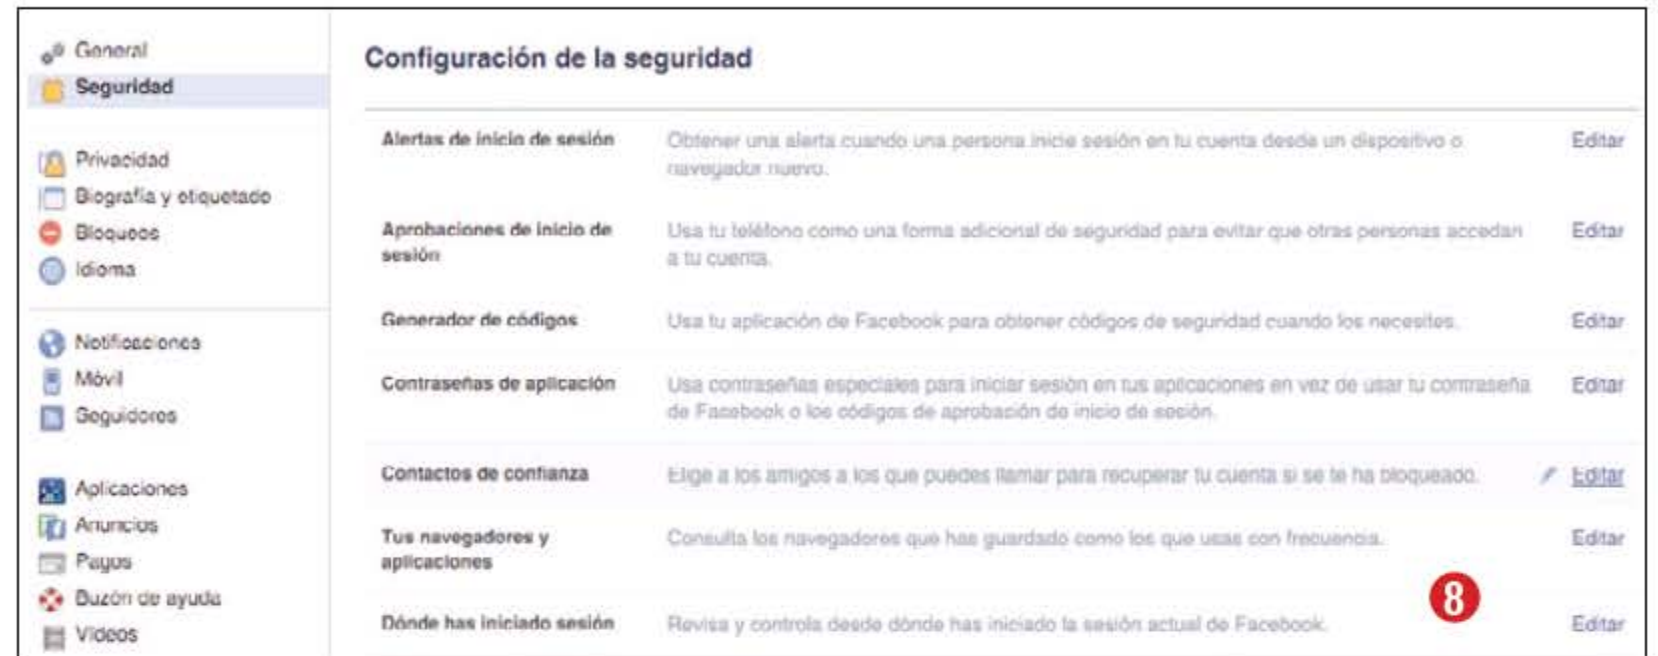 General
Seguridad
Privacidad
Biografía y etiquetado
Bloqueos
Idioma
Notificaciones
Móvil
Seguidores
Aplicaciones
Anuncios
Pagos
Buzón de ayuda
Vídeos
Configuración de la seguridad
Alertas de inicio de sesión
Obtener una alerta cuando una persona inicie sesión en tu cuenta desde un dispositivo o
navegador nuevo.
Editar
Aprobaciones de inicio de
sesión
Usa tu teléfono como una forma adicional de seguridad para evitar que otras personas accedan
a tu cuenta.
Editar
Generador de códigos
Usa tu aplicación de Facebook para obtener códigos de seguridad cuando los necesites.
Editar
Contraseñas de aplicación
Usa contraseñas especiales para iniciar sesión en tus aplicaciones en vez de usar tu contraseña
de Facebook o los códigos de aprobación de inicio de sesión.
Editar
Contactos de confianza
Elige a los amigos a los que puedes llamar para recuperar tu cuenta si se te ha bloqueado.
Editar
Tus navegadores y
aplicaciones
Consulta los navegadores que has guardado como los que usas con frecuencia.
Editar
8
Dónde has iniciado sesión
Revisa y controla desde dónde has iniciado la sesión actual de Facebook.
Editar